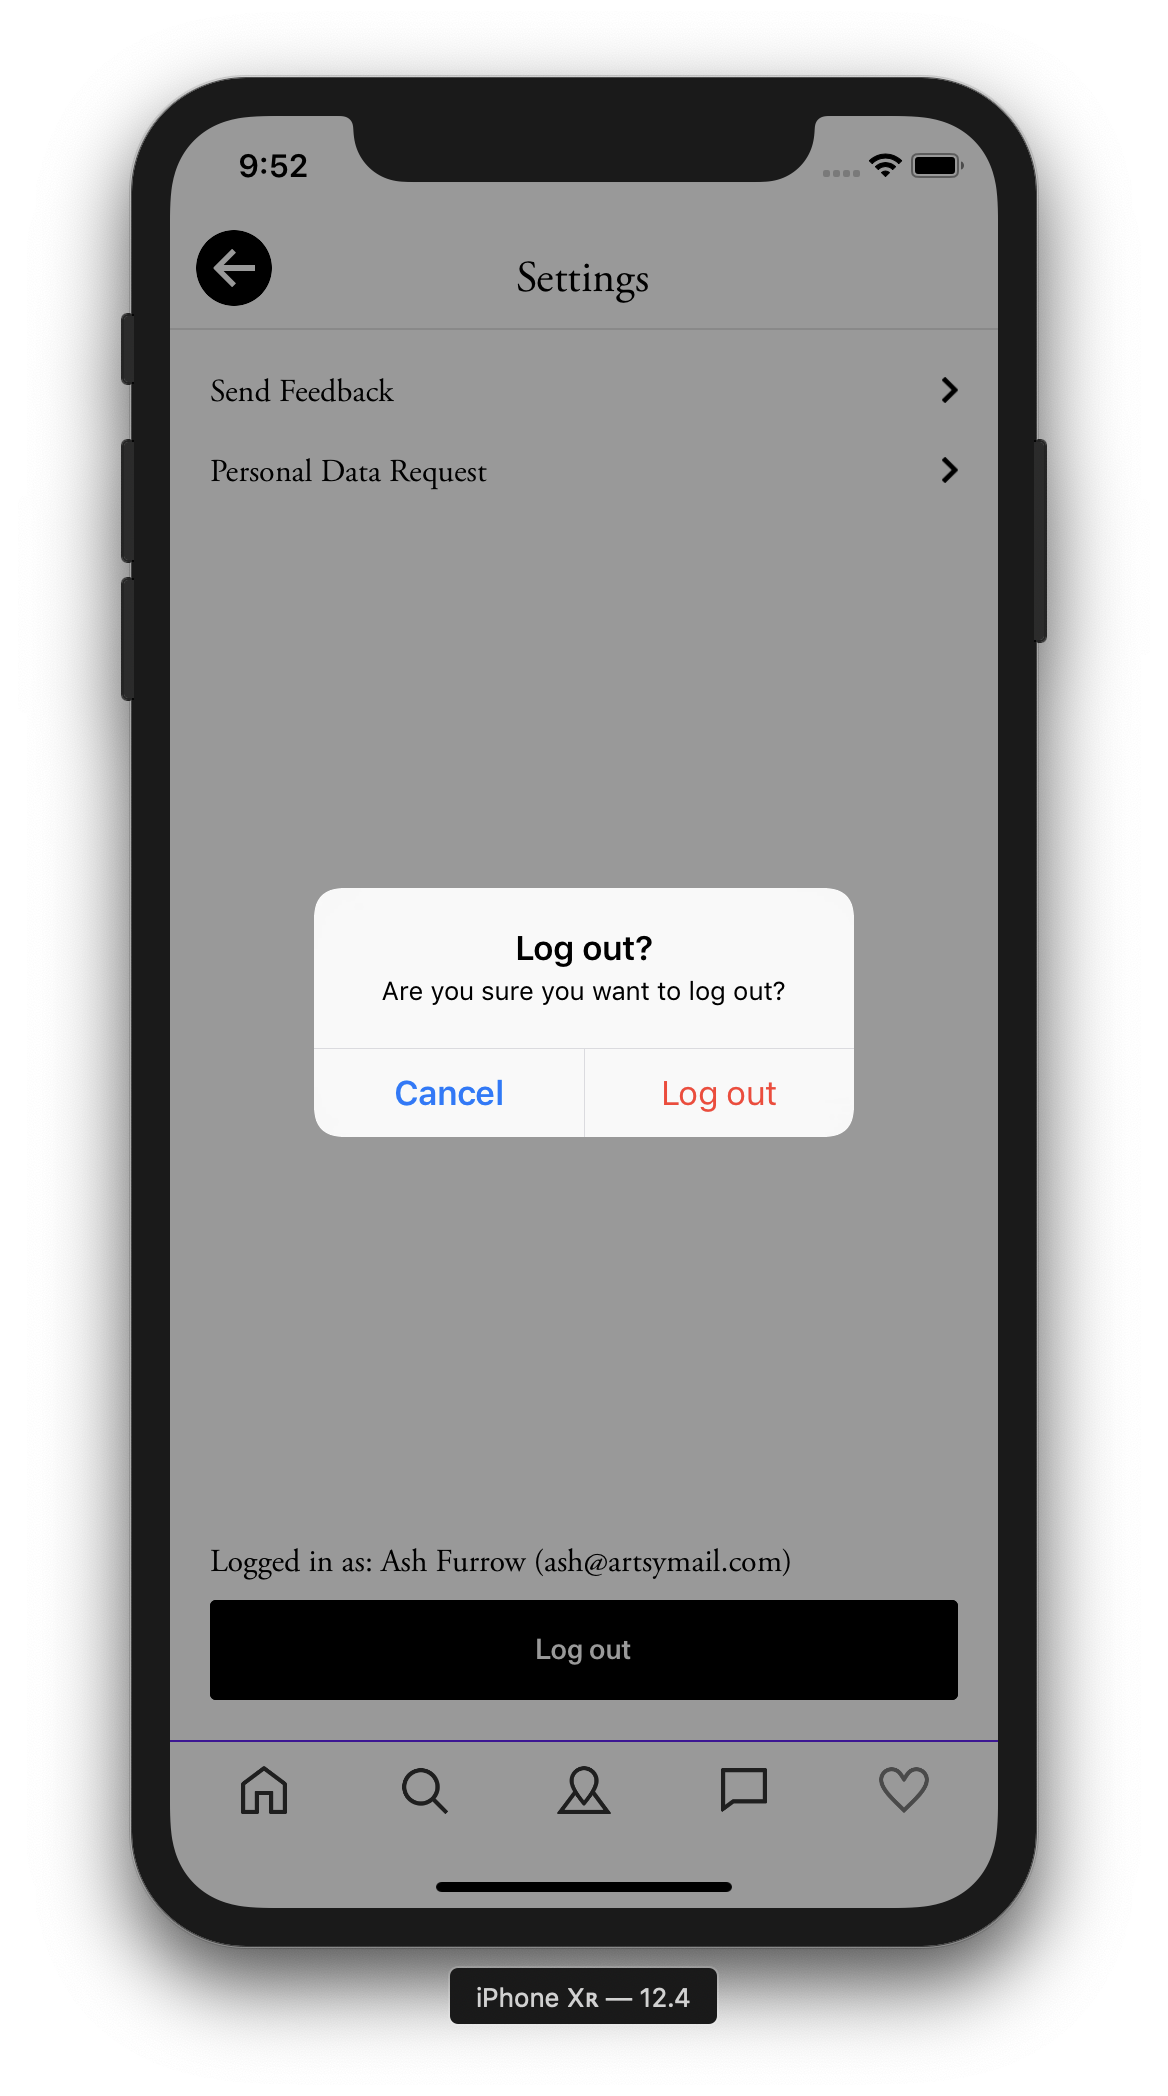 9:52
Settings
Send Feedback
Personal Data Request
Log out?
Are you sure you want to log out?
Cancel
Log out
Logged in as: Ash Furrow (ash@artsymail.com)
Log out
iPhone Xʀ — 12.4